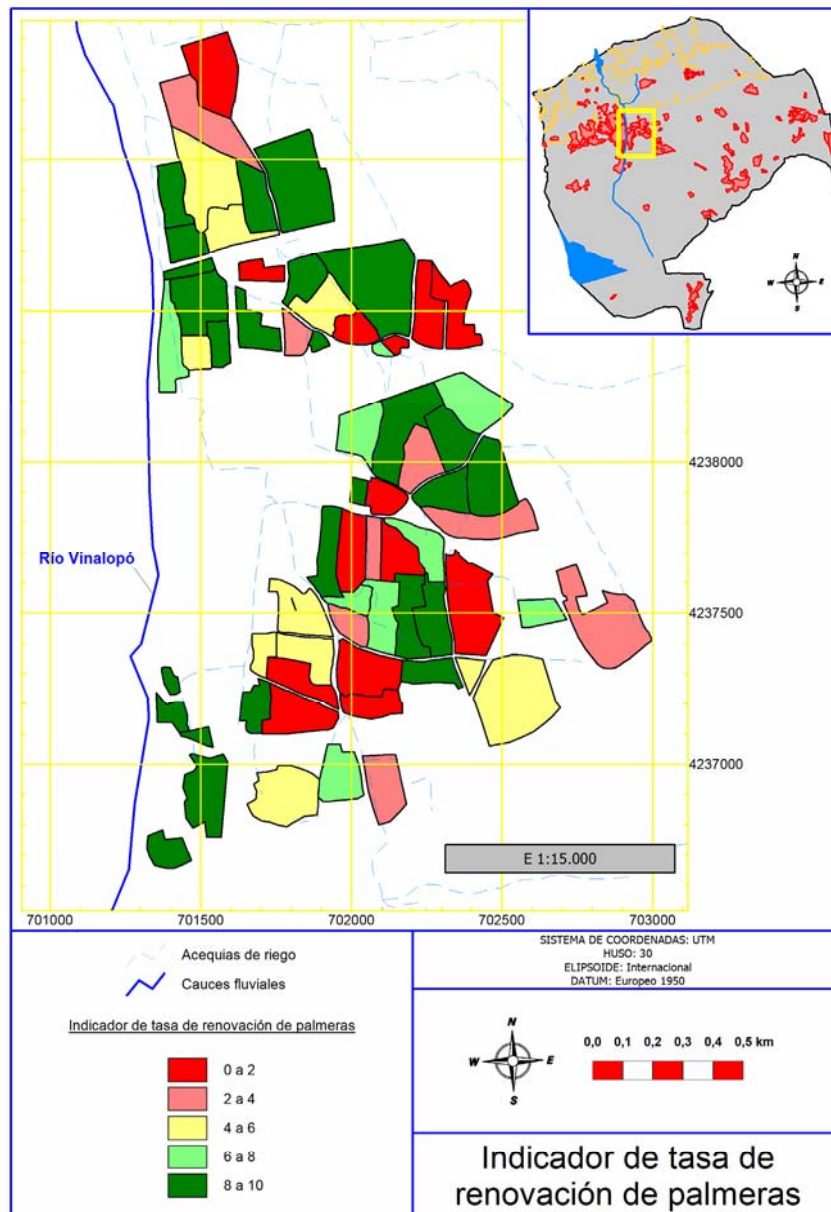 N
W E
S
4238000
Río Vinalopó
4237500
4237000
E 1:15.000
701000 701500 702000 702500 703000
Acequias de riego
Cauces fluviales
Indicador de tasa de renovación de palmeras
0 a 2
2 a 4
4 a 6
6 a 8
8 a 10
SISTEMA DE COORDENADAS: UTM
HUSO: 30
ELIPSOIDE: Internacional
DATUM: Europeo 1950
N
W E
S
0,0 0,1 0,2 0,3 0,4 0,5 km
Indicador de tasa de
renovación de palmeras